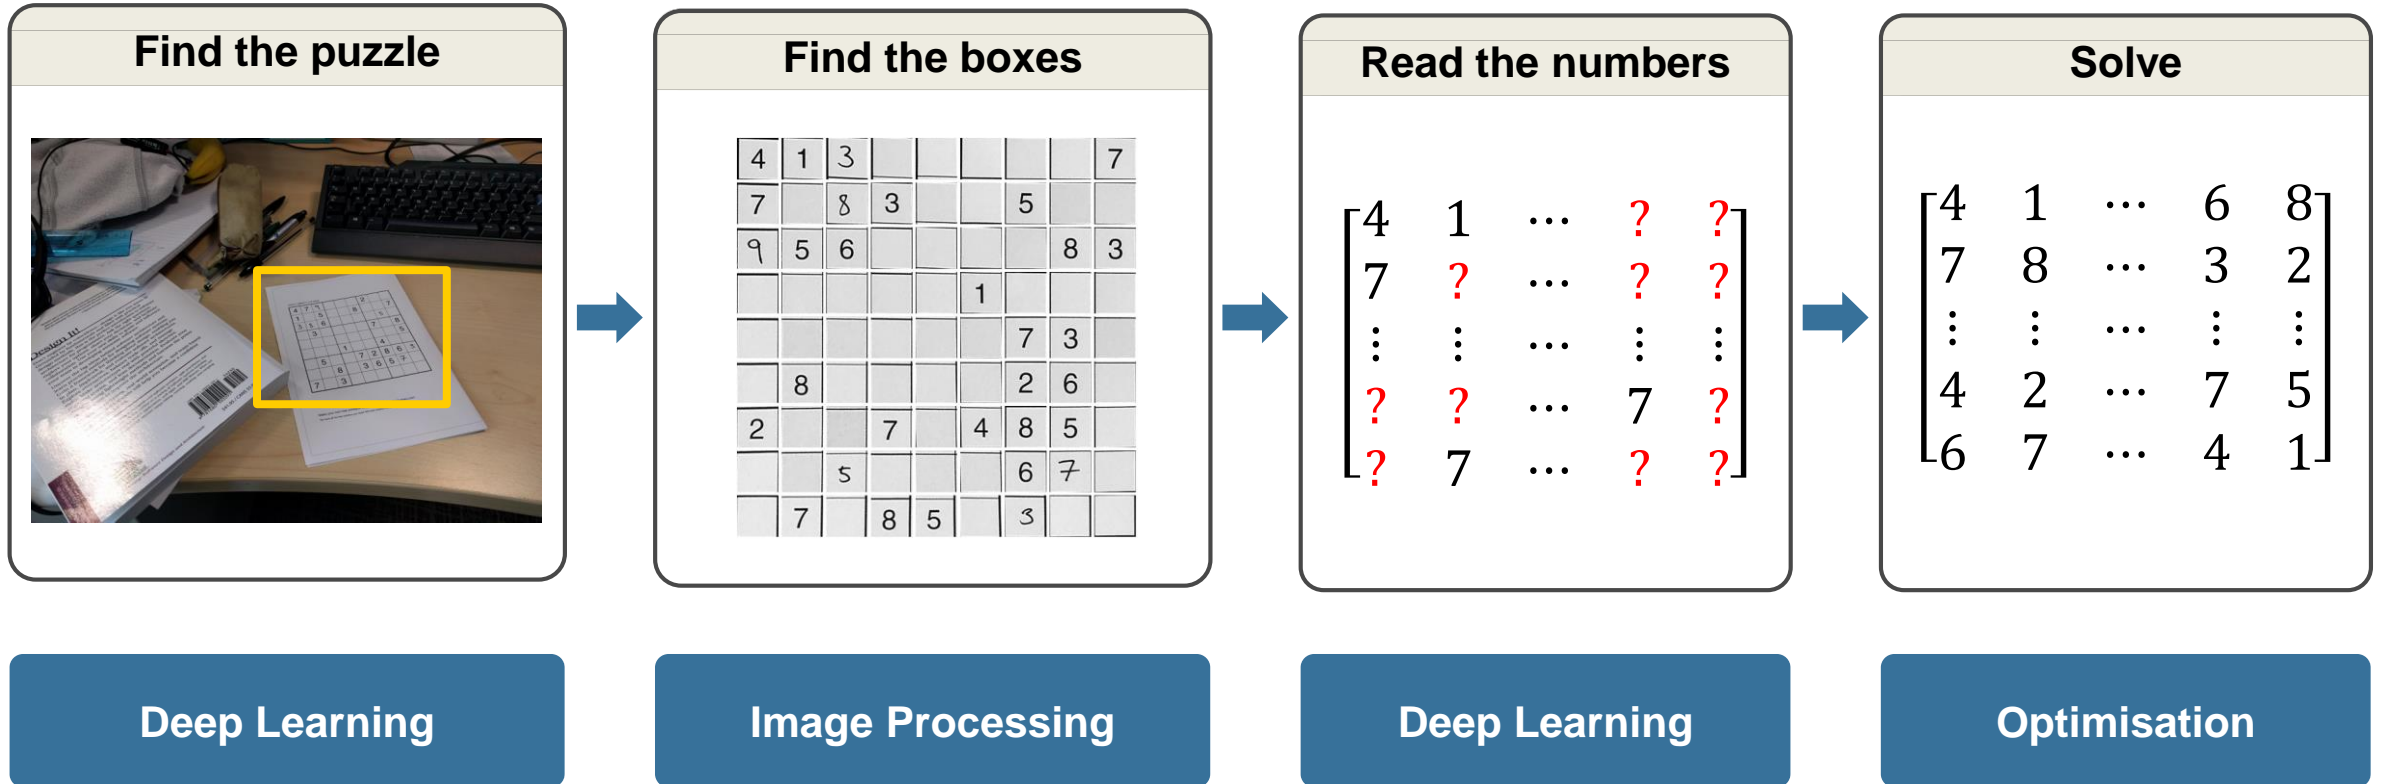 Find the puzzle
Design It!
Find the boxes
4 1 3 7
7 8 3 5
9 5 6 8 3
1
7 3
8 2 6
2 7 4 8 5
5 6 7
7 8 5 3
Read the numbers
4 1 ⋯ ? ?
7 ? ⋯ ? ?
⋮ ⋮ ⋯ ⋮ ⋮
? ? ⋯ 7 ?
? 7 ⋯ ? ?
Solve
4 1 ⋯ 6 8
7 8 ⋯ 3 2
⋮ ⋮ ⋯ ⋮ ⋮
4 2 ⋯ 7 5
6 7 ⋯ 4 1
Deep Learning
Image Processing
Deep Learning
Optimisation